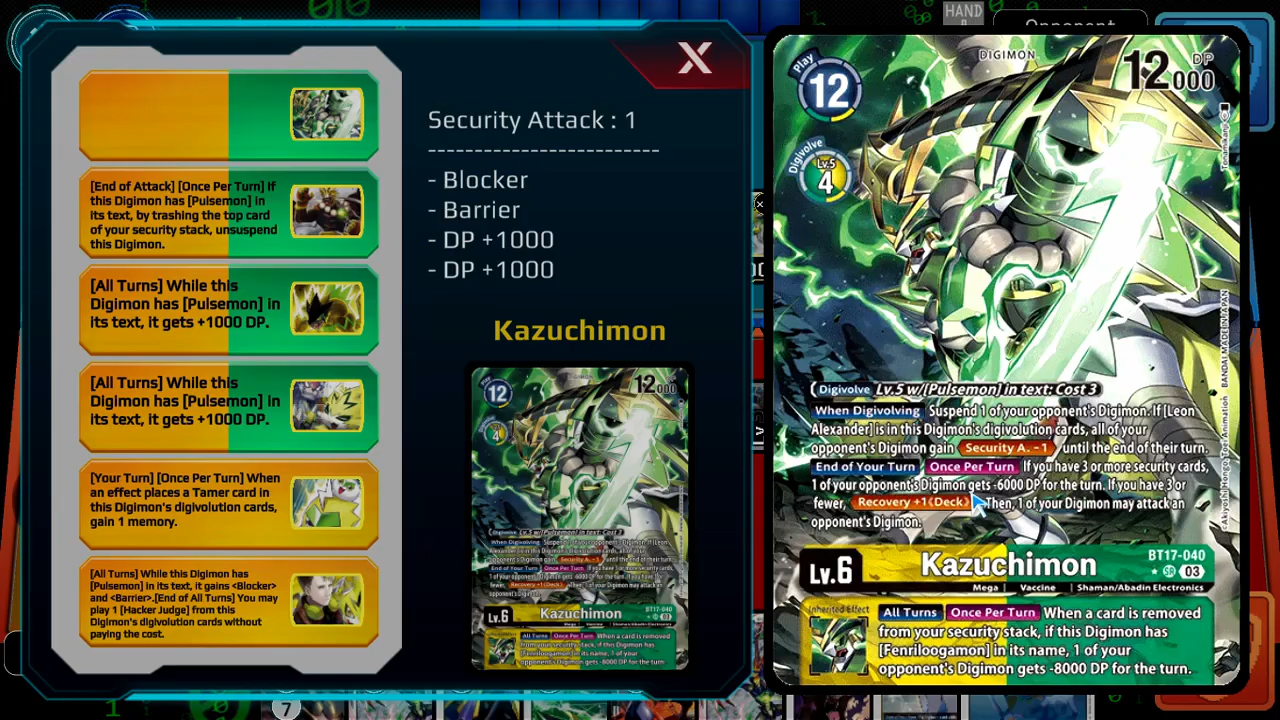 HAND
Opponent
X
[End of Attack] [Once Per Turn] If
this Digimon has [Pulsemon] in
its text, by trashing the top card
of your security stack, unsuspend
this Digimon.
[All Turns] While this
Digimon has [Pulsemon] in
its text, it gets +1000 DP.
[All Turns] While this
Digimon has [Pulsemon] in
its text, it gets +1000 DP.
[Your Turn] [Once Per Turn] When
an effect places a Tamer card in
this Digimon's digivolution cards,
gain 1 memory.
[All Turns] While this Digimon has
[Pulsemon] in its text, it gains <Blocker>
and <Barrier>.[End of All Turns] You may
play 1 [Hacker Judge] from this
Digimon's digivolution cards without
paying the cost.
Security Attack : 1
------------------------
- Blocker
- Barrier
- DP +1000
- DP +1000
Kazuchimon
Play
12
DIGIMON
12000
DP
Digivolve
Lv.5
4
Digivolve Lv.5 w/[Pulsemon] in text: Cost 3
When Digivolving Suspend 1 of your opponent's Digimon. If [Leon
Alexander] is in this Digimon's digivolution cards, all of your
opponent's Digimon gain Security A. -1 until the end of their turn.
End of Your Turn Once Per Turn If you have 3 or more security cards,
1 of your opponent's Digimon gets -6000 DP for the turn. If you have 3 or
fewer, Recovery +1 (Deck) Then, 1 of your Digimon may attack an
opponent's Digimon.
©Akiyoshi Hongo, Toei Animation BANDAI MADE IN JAPAN
Lv.6
Kazuchimon
BT17-040
SR 03
Mega | Vaccine | Shaman/Abadin Electronics
Inherited Effect
All Turns Once Per Turn When a card is removed
from your security stack, if this Digimon has
[Fenriloogamon] in its name, 1 of your
opponent's Digimon gets -8000 DP for the turn.
7